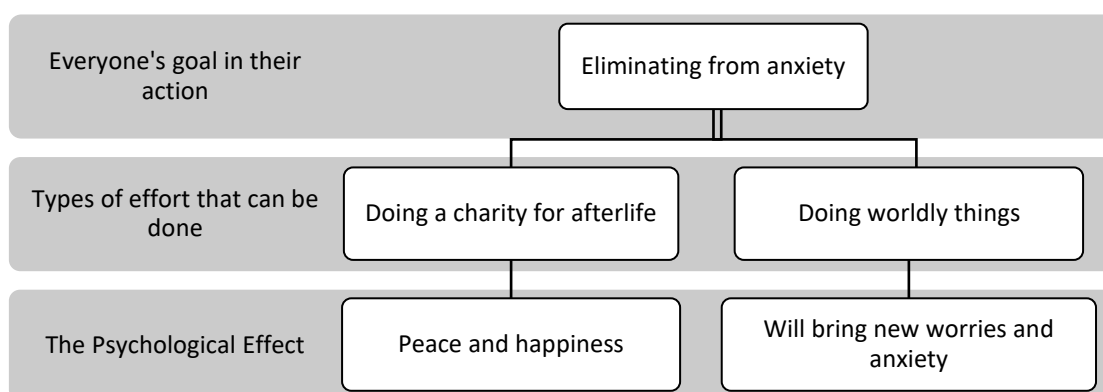 Everyone's goal in their
action
Eliminating from anxiety
Types of effort that can be
done
Doing a charity for afterlife
Doing worldly things
The Psychological Effect
Peace and happiness
Will bring new worries and
anxiety